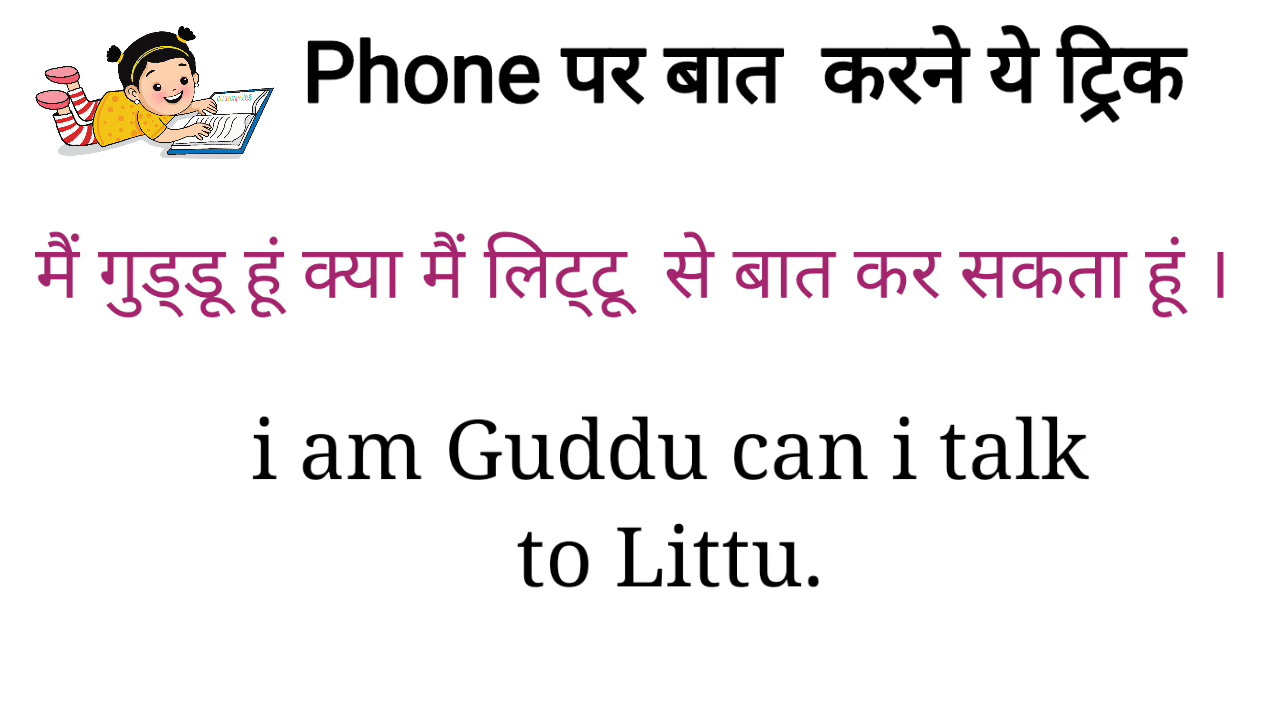 Phone पर बात करने ये ट्रिक
मैं गुड्डू हूं क्या मैं लिट्टू से बात कर सकता हूं ।
i am Guddu can i talk
to Littu.